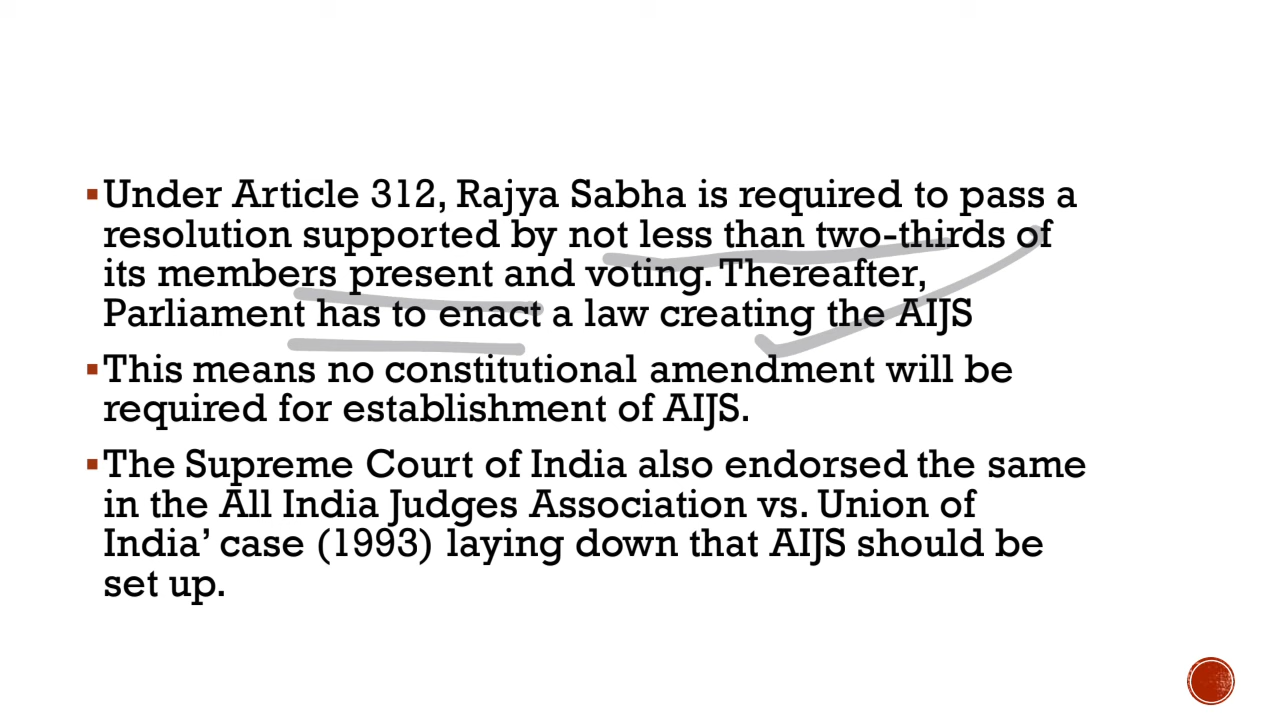 ▪Under Article 312, Rajya Sabha is required to pass a
resolution supported by not less than two-thirds of
its members present and voting. Thereafter,
Parliament has to enact a law creating the AIJS
▪This means no constitutional amendment will be
required for establishment of AIJS.
▪The Supreme Court of India also endorsed the same
in the All India Judges Association vs. Union of
India’ case (1993) laying down that AIJS should be
set up.